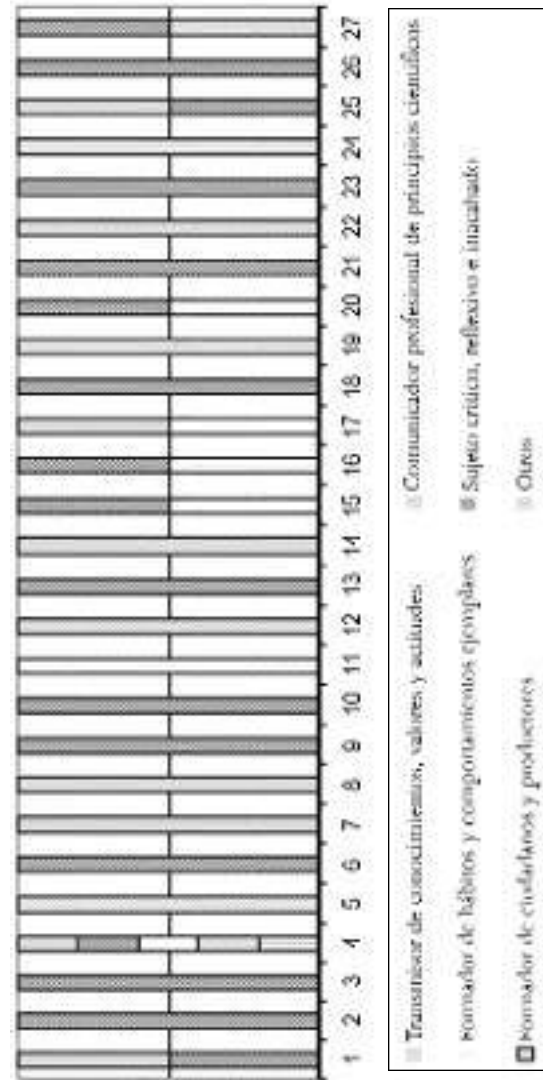 1 2 3 4 5 6 7 8 9 10 11 12 13 14 15 16 17 18 19 20 21 22 23 24 25 26 27
Transmisor de conocimientos, valores y actitudes
Comunicador profesional de principios científicos
Formador de hábitos y comportamientos ejemplares
Sujeto crítico, reflexivo e inacabado
Formador de ciudadanos y productores
Otros